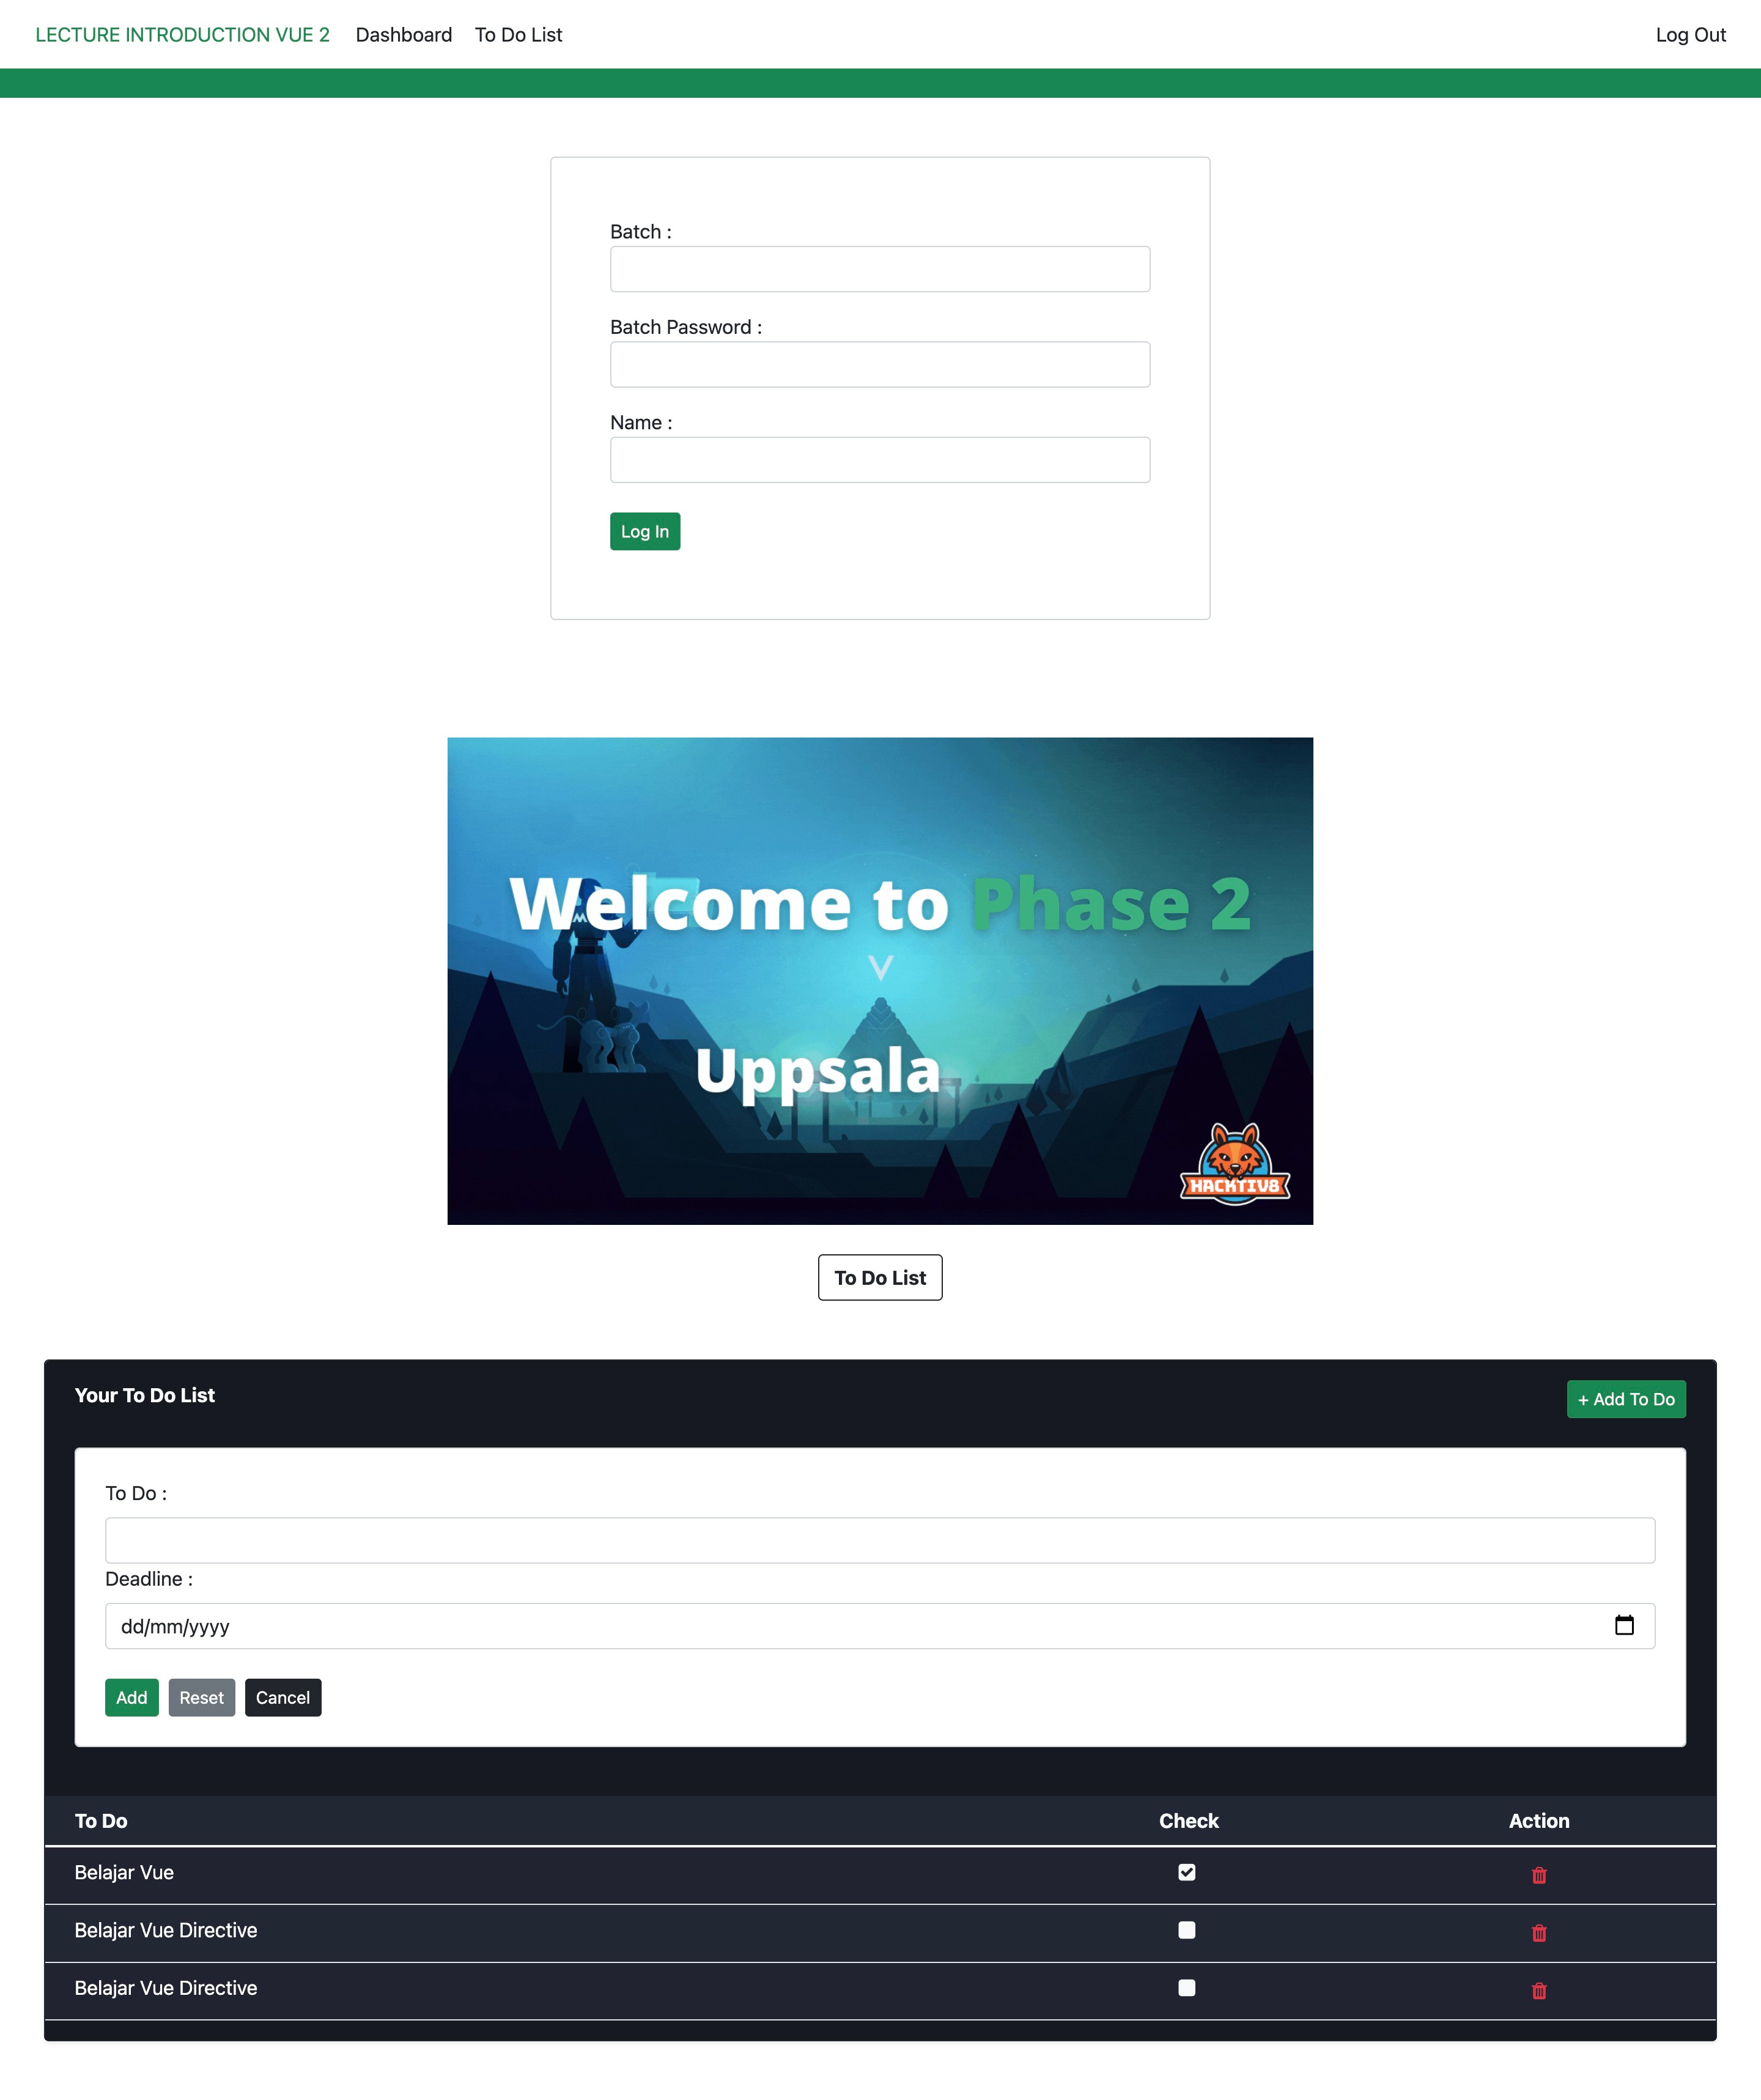 LECTURE INTRODUCTION VUE 2 Dashboard To Do List Log Out
Batch :
Batch Password :
Name :
Log In
Welcome to Phase 2
V
Uppsala
HACKTIV8
To Do List
Your To Do List + Add To Do
To Do :
Deadline :
dd/mm/yyyy
Add Reset Cancel
To Do Check Action
Belajar Vue
Belajar Vue Directive
Belajar Vue Directive